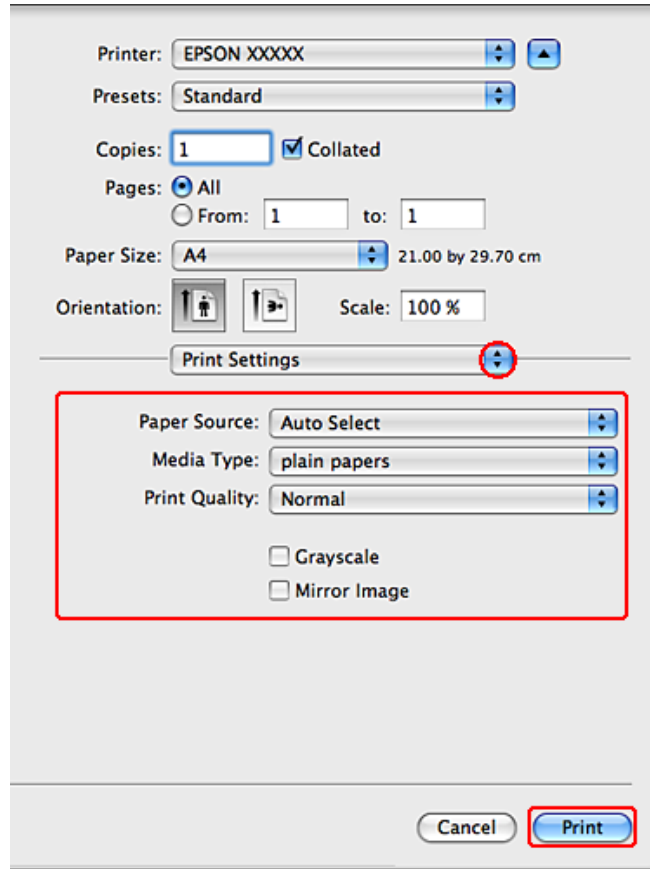 Printer: EPSON XXXXX
Presets: Standard
Copies: 1 Collated
Pages: All
From: 1 to: 1
Paper Size: A4 21.00 by 29.70 cm
Orientation: Scale: 100 %
Print Settings
Paper Source: Auto Select
Media Type: plain papers
Print Quality: Normal
Grayscale
Mirror Image
Cancel Print